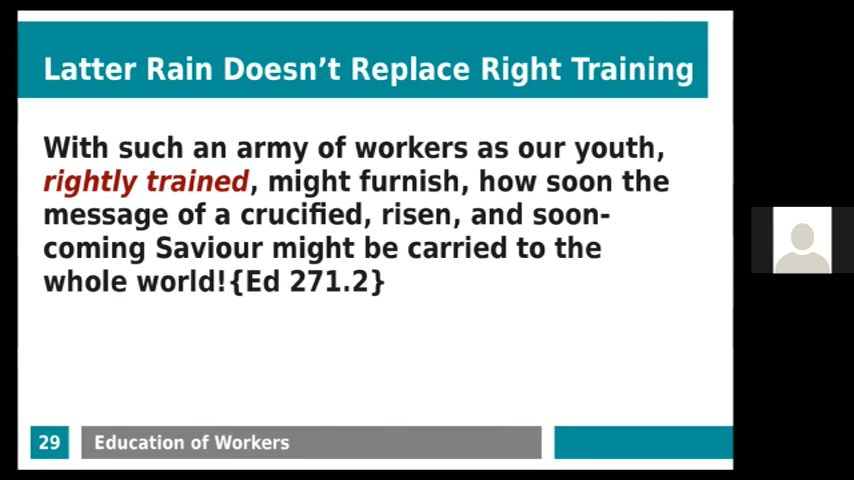 Latter Rain Doesn’t Replace Right Training
With such an army of workers as our youth,
rightly trained, might furnish, how soon the
message of a crucified, risen, and soon-
coming Saviour might be carried to the
whole world!{Ed 271.2}
29
Education of Workers